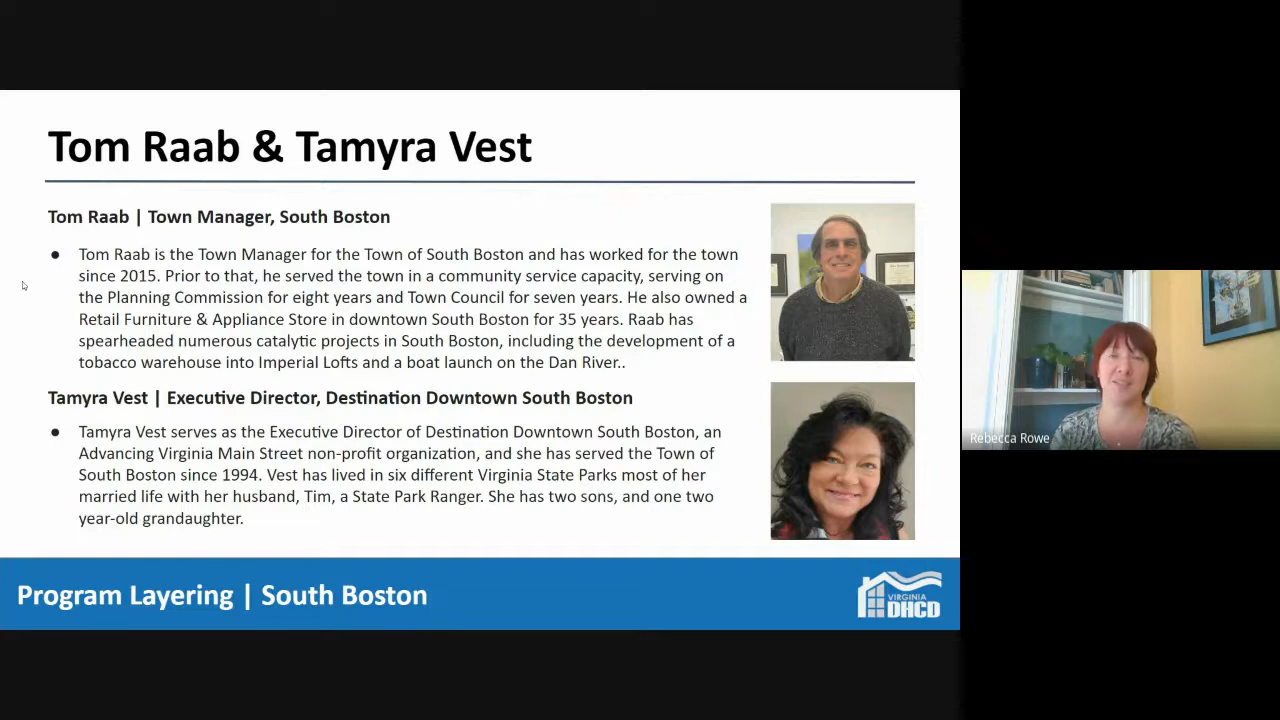 Tom Raab & Tamyra Vest
Tom Raab | Town Manager, South Boston
● Tom Raab is the Town Manager for the Town of South Boston and has worked for the town
since 2015. Prior to that, he served the town in a community service capacity, serving on
the Planning Commission for eight years and Town Council for seven years. He also owned a
Retail Furniture & Appliance Store in downtown South Boston for 35 years. Raab has
spearheaded numerous catalytic projects in South Boston, including the development of a
tobacco warehouse into Imperial Lofts and a boat launch on the Dan River..
Tamyra Vest | Executive Director, Destination Downtown South Boston
● Tamyra Vest serves as the Executive Director of Destination Downtown South Boston, an
Advancing Virginia Main Street non-profit organization, and she has served the Town of
South Boston since 1994. Vest has lived in six different Virginia State Parks most of her
married life with her husband, Tim, a State Park Ranger. She has two sons, and one two
year-old grandaughter.
Program Layering | South Boston
VIRGINIA
DHCD
Rebecca Rowe